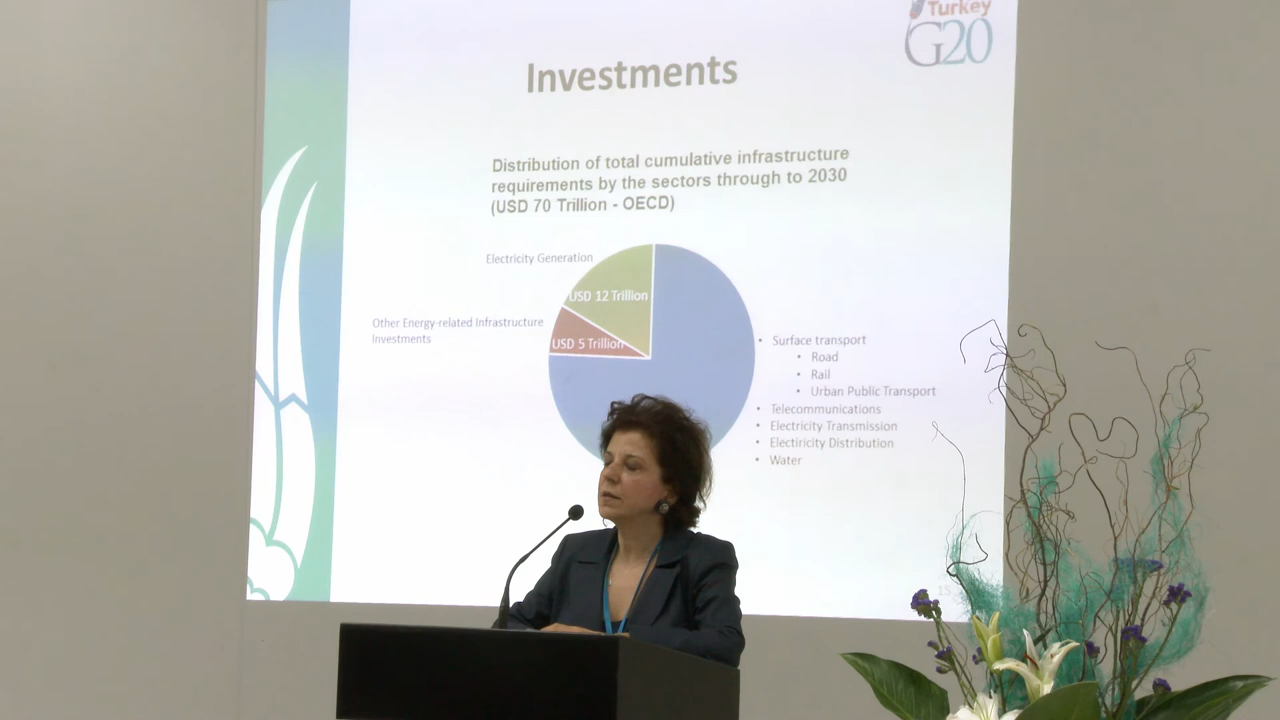 Turkey
G20
Investments
Distribution of total cumulative infrastructure
requirements by the sectors through to 2030
(USD 70 Trillion - OECD)
Electricity Generation
USD 12 Trillion
Other Energy-related Infrastructure
Investments
USD 5 Trillion
• Surface transport
• Road
• Rail
• Urban Public Transport
• Telecommunications
• Electricity Transmission
• Electiricity Distribution
• Water
15